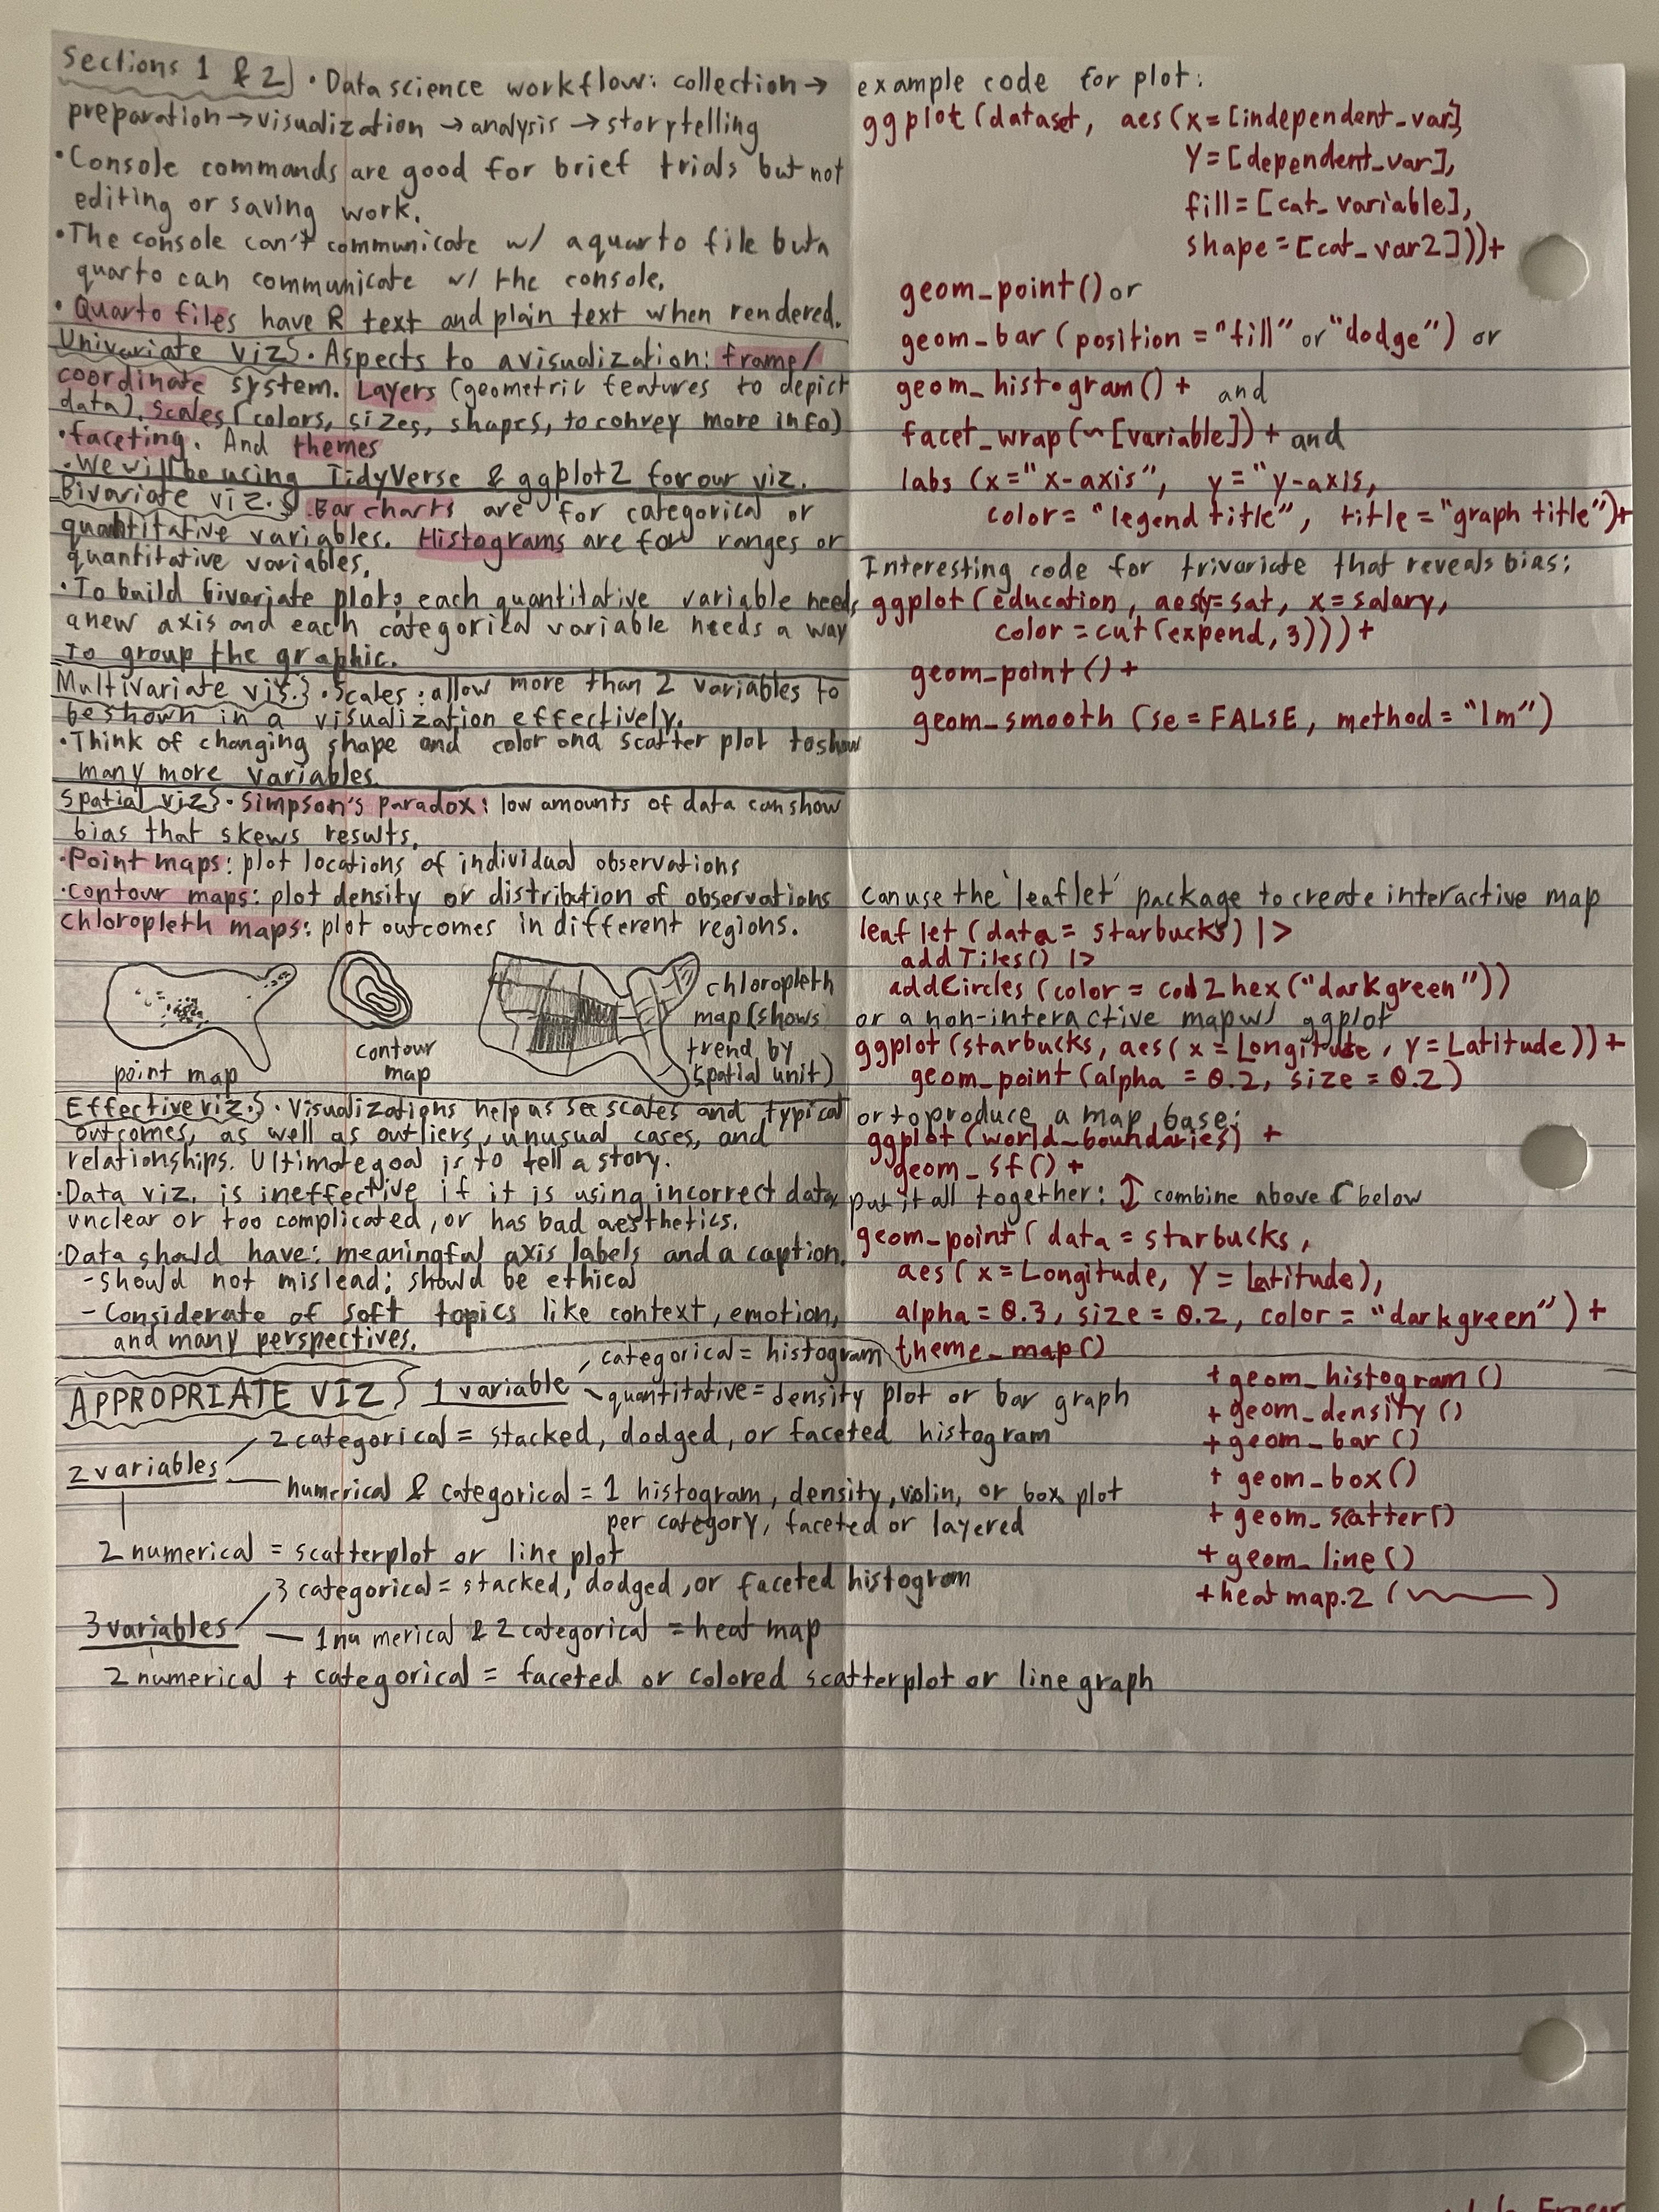 Sections 1 & 2 • Data science workflow: collection →
preparation → visualization → analysis → storytelling
• Console commands are good for brief trials but not
editing or saving work.
• The console can't communicate w/ a quarto file but a
quarto can communicate w/ the console.
• Quarto files have R text and plain text when rendered.
Univariate Viz • Aspects to a visualization: frame/
coordinate system. Layers (geometric features to depict
data). Scales (colors, sizes, shapes, to convey more info)
• faceting. And themes
• We will be using TidyVerse & ggplot2 for our viz.
Bivariate viz. • Bar charts are for categorical or
quantitative variables. Histograms are for ranges or
quantitative variables.
• To build bivariate plots; each quantitative variable needs
a new axis and each categorical variable needs a way
to group the graphic.
Multivariate vis. • Scales: allow more than 2 variables to
be shown in a visualization effectively.
• Think of changing shape and color on a scatter plot to show
many more variables.
Spatial viz • Simpson's paradox: low amounts of data can show
bias that skews results.
• Point maps: plot locations of individual observations
• contour maps: plot density or distribution of observations
chloropleth maps: plot outcomes in different regions.
point map
contour
map
chloropleth
map (shows
trend by
spatial unit)
Effective viz. • Visualizations help us see scales and typical
outcomes, as well as outliers, unusual cases, and
relationships. Ultimate goal is to tell a story.
• Data viz. is ineffective if it is using incorrect data,
unclear or too complicated, or has bad aesthetics.
• Data should have: meaningful axis labels and a caption.
- should not mislead; should be ethical
- Considerate of soft topics like context, emotion,
and many perspectives.
example code for plot:
ggplot (dataset, aes (x = [independent_var]
Y = [dependent_var],
fill = [cat_variable],
shape = [cat_var2])) +
geom_point() or
geom_bar (position = "fill" or "dodge") or
geom_histogram() + and
facet_wrap (~ [variable]) + and
labs (x = "x-axis", y = "y-axis,
color = "legend title", title = "graph title") +
Interesting code for trivariate that reveals bias:
ggplot (education, aes(y = sat, x = salary,
color = cut (expend, 3))) +
geom_point () +
geom_smooth (se = FALSE, method = "lm")
can use the 'leaflet' package to create interactive map
leaflet (data = starbucks) |>
addTiles() |>
addCircles (color = col2hex ("darkgreen"))
or a non-interactive map w/ ggplot
ggplot (starbucks, aes( x = Longitude, y = Latitude)) +
geom_point (alpha = 0.2, size = 0.2)
or to produce a map base:
ggplot (world_boundaries) +
geom_sf () +
put it all together: ↕ combine above & below
geom_point ( data = starbucks,
aes ( x = Longitude, Y = Latitude),
alpha = 0.3, size = 0.2, color = "darkgreen") +
theme_map()
APPROPRIATE VIZ
1 variable
categorical = histogram
quantitative = density plot or bar graph
2 variables
2 categorical = stacked, dodged, or faceted histogram
numerical & categorical = 1 histogram, density, violin, or box plot
per category, faceted or layered
2 numerical = scatterplot or line plot
3 variables
3 categorical = stacked, dodged, or faceted histogram
1 numerical & 2 categorical = heat map
2 numerical + categorical = faceted or colored scatterplot or line graph
+ geom_histogram ()
+ geom_density ()
+ geom_bar ()
+ geom_box()
+ geom_scatter()
+ geom_line ()
+ heatmap.2 ( )